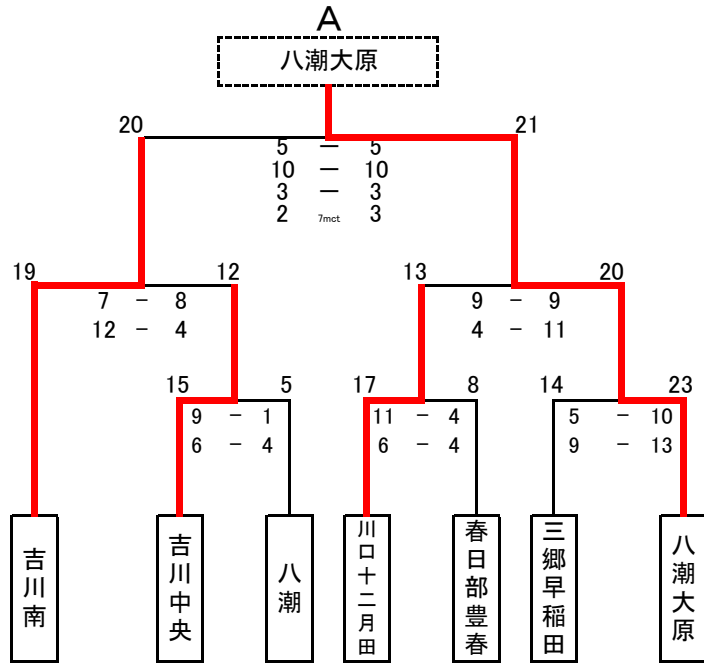 A
八潮大原
20 21
5 － 5
10 － 10
3 － 3
2 7mct 3
19 12 13 20
7 － 8 9 － 9
12 － 4 4 － 11
15 5 17 8 14 23
9 － 1 11 － 4 5 － 10
6 － 4 6 － 4 9 － 13
吉川南
吉川中央
八潮
川口十二月田
春日部豊春
三郷早稲田
八潮大原